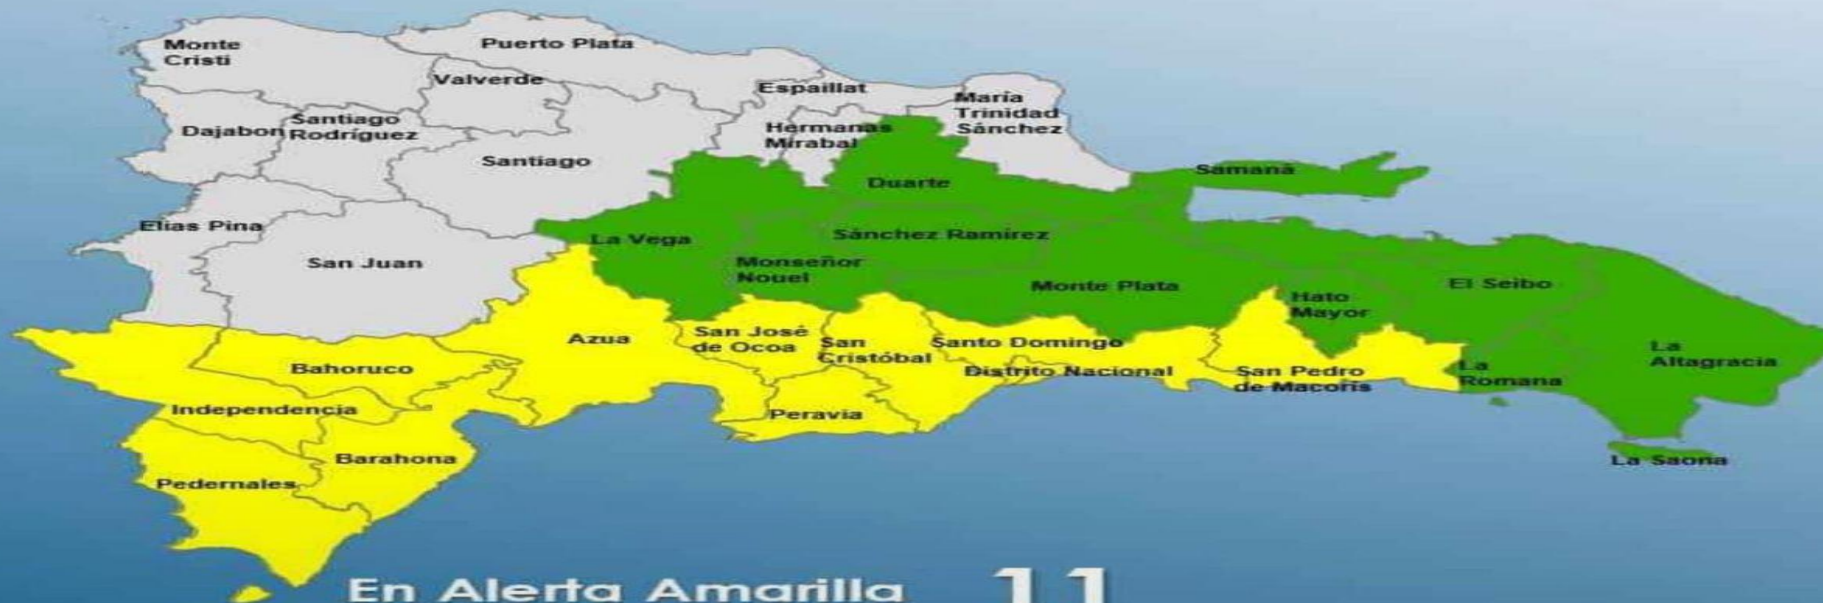 Monte
Cristi
Puerto Plata
Valverde
Espaillat
María
Trinidad
Sánchez
Dajabon
Santiago
Rodríguez
Hermanas
Mirabal
Santiago
Samaná
Duarte
Elias Pina
La Vega
Sánchez Ramírez
San Juan
Monseñor
Nouel
Monte Plata
El Seibo
Hato
Mayor
Azua
San José
de Ocoa
San
Cristóbal
Santo Domingo
La
Altagracia
Bahoruco
Distrito Nacional
San Pedro
de Macorís
La
Romana
Independencia
Peravia
Barahona
La Saona
Pedernales
En Alerta Amarilla 11